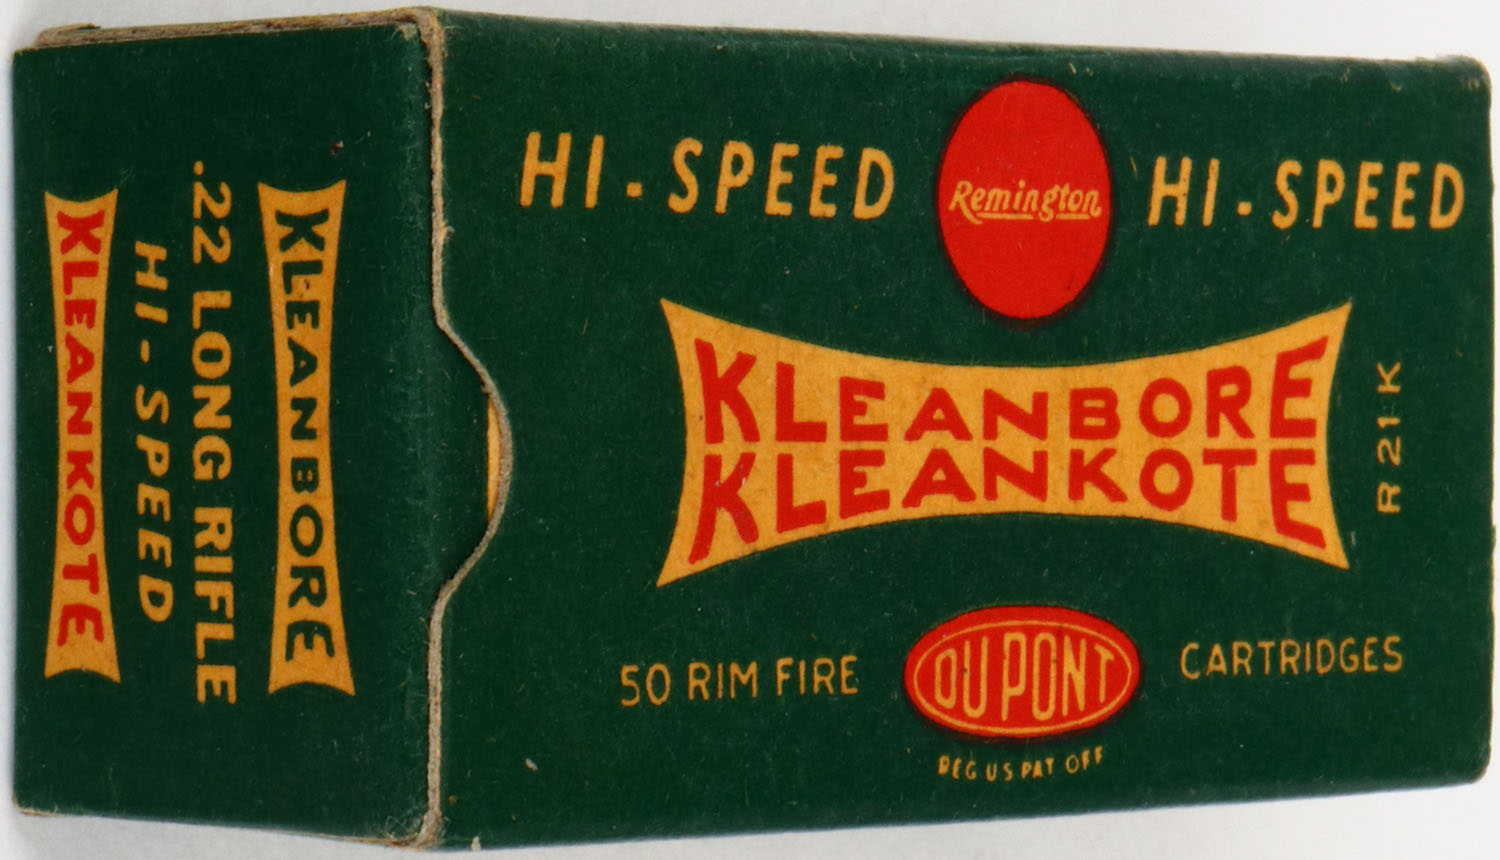 HI-SPEED Remington HI-SPEED
KLEANBORE
KLEANKOTE
R 21 K
50 RIM FIRE DU PONT CARTRIDGES
REG US PAT OFF
KLEANBORE
.22 LONG RIFLE
HI-SPEED
KLEANKOTE